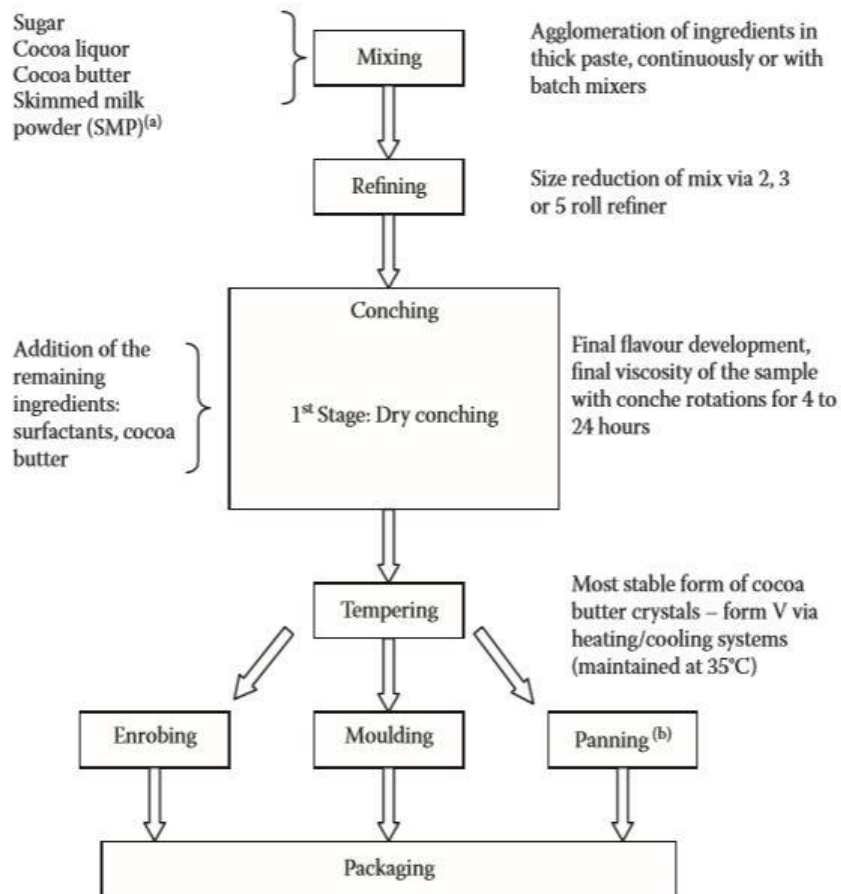 Sugar
Cocoa liquor
Cocoa butter
Skimmed milk
powder (SMP)(a)
Mixing
Agglomeration of ingredients in
thick paste, continuously or with
batch mixers
Refining
Size reduction of mix via 2, 3
or 5 roll refiner
Conching
Addition of the
remaining
ingredients:
surfactants, cocoa
butter
1st Stage: Dry conching
Final flavour development,
final viscosity of the sample
with conche rotations for 4 to
24 hours
Tempering
Most stable form of cocoa
butter crystals – form V via
heating/cooling systems
(maintained at 35°C)
Enrobing
Moulding
Panning (b)
Packaging